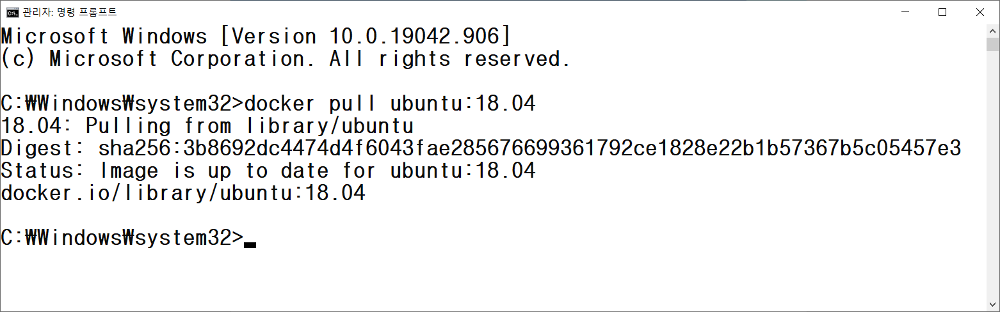 관리자: 명령 프롬프트
Microsoft Windows [Version 10.0.19042.906]
(c) Microsoft Corporation. All rights reserved.
C:₩Windows₩system32>docker pull ubuntu:18.04
18.04: Pulling from library/ubuntu
Digest: sha256:3b8692dc4474d4f6043fae285676699361792ce1828e22b1b57367b5c05457e3
Status: Image is up to date for ubuntu:18.04
docker.io/library/ubuntu:18.04
C:₩Windows₩system32>